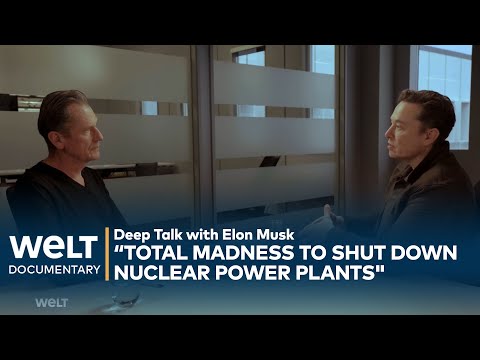 Deep Talk with Elon Musk
WELT
DOCUMENTARY
“TOTAL MADNESS TO SHUT DOWN
NUCLEAR POWER PLANTS"
WELT